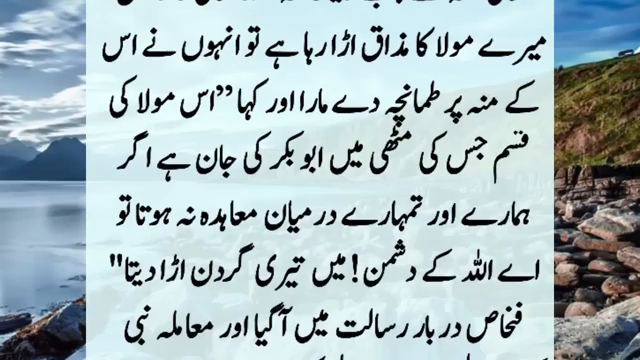 میرے مولا کا مذاق اڑا رہا ہے تو انہوں نے اس
کے منہ پر طمانچہ دے مارا اور کہا ”اس مولا کی
قسم جس کی مٹھی میں ابو بکر کی جان ہے اگر
ہمارے اور تمہارے درمیان معاہدہ نہ ہوتا تو
اے اللہ کے دشمن! میں تیری گردن اڑا دیتا"
فنحاص دربار رسالت میں آگیا اور معاملہ نبی